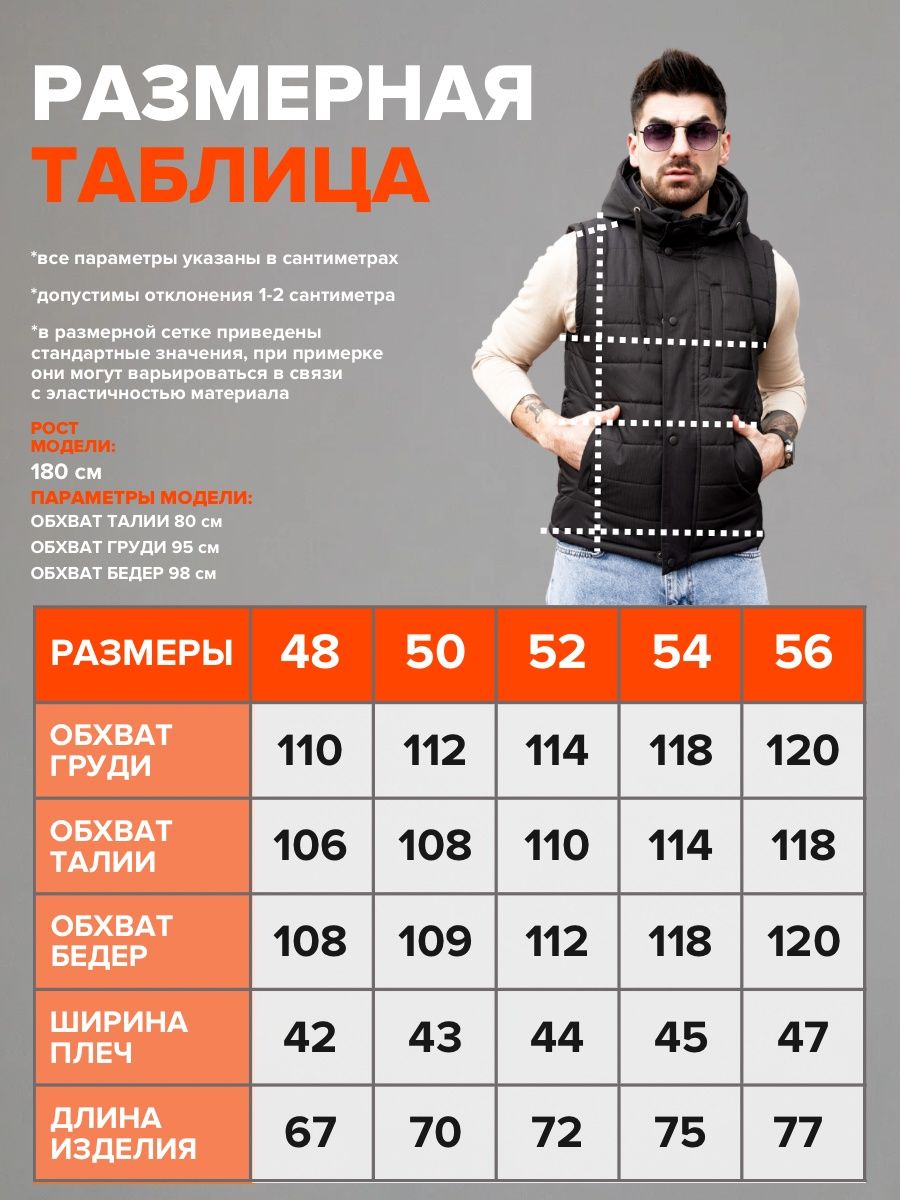 РАЗМЕРНАЯ
ТАБЛИЦА
*все параметры указаны в сантиметрах
*допустимы отклонения 1-2 сантиметра
*в размерной сетке приведены
стандартные значения, при примерке
они могут варьироваться в связи
с эластичностью материала
РОСТ
МОДЕЛИ:
180 см
ПАРАМЕТРЫ МОДЕЛИ:
ОБХВАТ ТАЛИИ 80 см
ОБХВАТ ГРУДИ 95 см
ОБХВАТ БЕДЕР 98 см
РАЗМЕРЫ 48 50 52 54 56
ОБХВАТ
ГРУДИ 110 112 114 118 120
ОБХВАТ
ТАЛИИ 106 108 110 114 118
ОБХВАТ
БЕДЕР 108 109 112 118 120
ШИРИНА
ПЛЕЧ 42 43 44 45 47
ДЛИНА
ИЗДЕЛИЯ 67 70 72 75 77